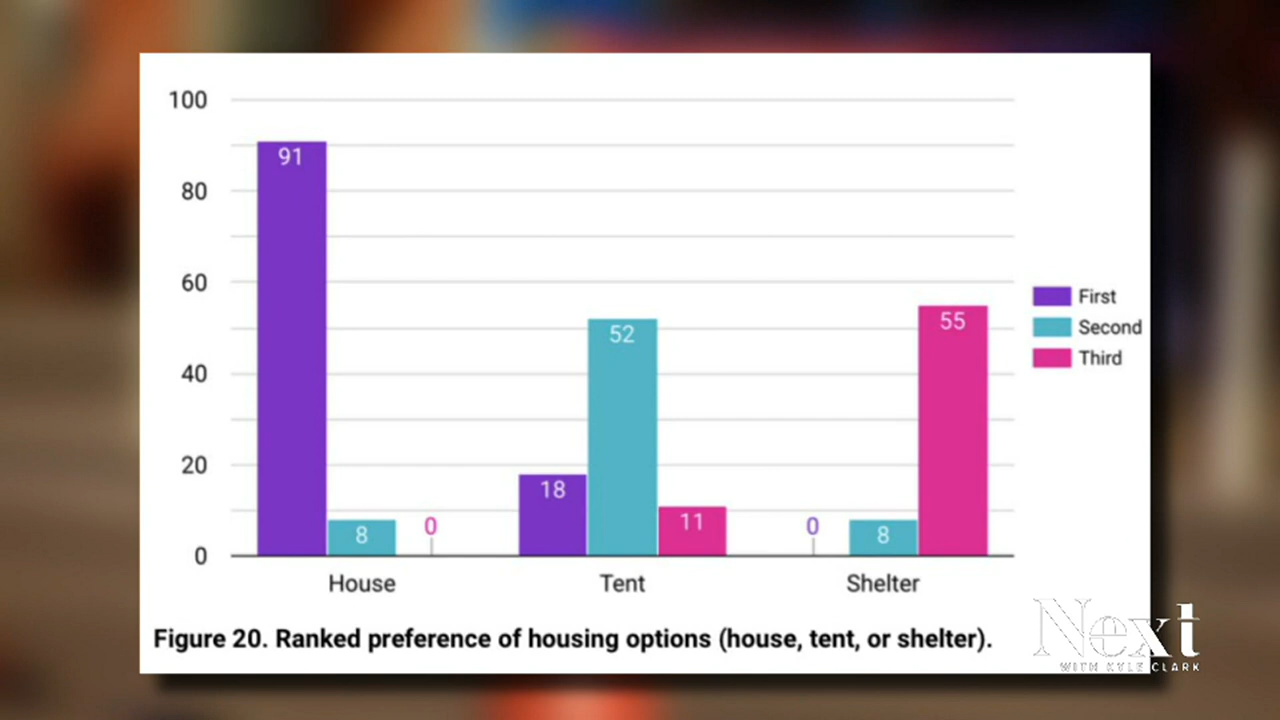 100
91
80
60
55
52
First
Second
Third
40
20
18
11
8
0
0
8
0
House
Tent
Shelter
Figure 20. Ranked preference of housing options (house, tent, or shelter).
Next
WITH KYLE CLARK